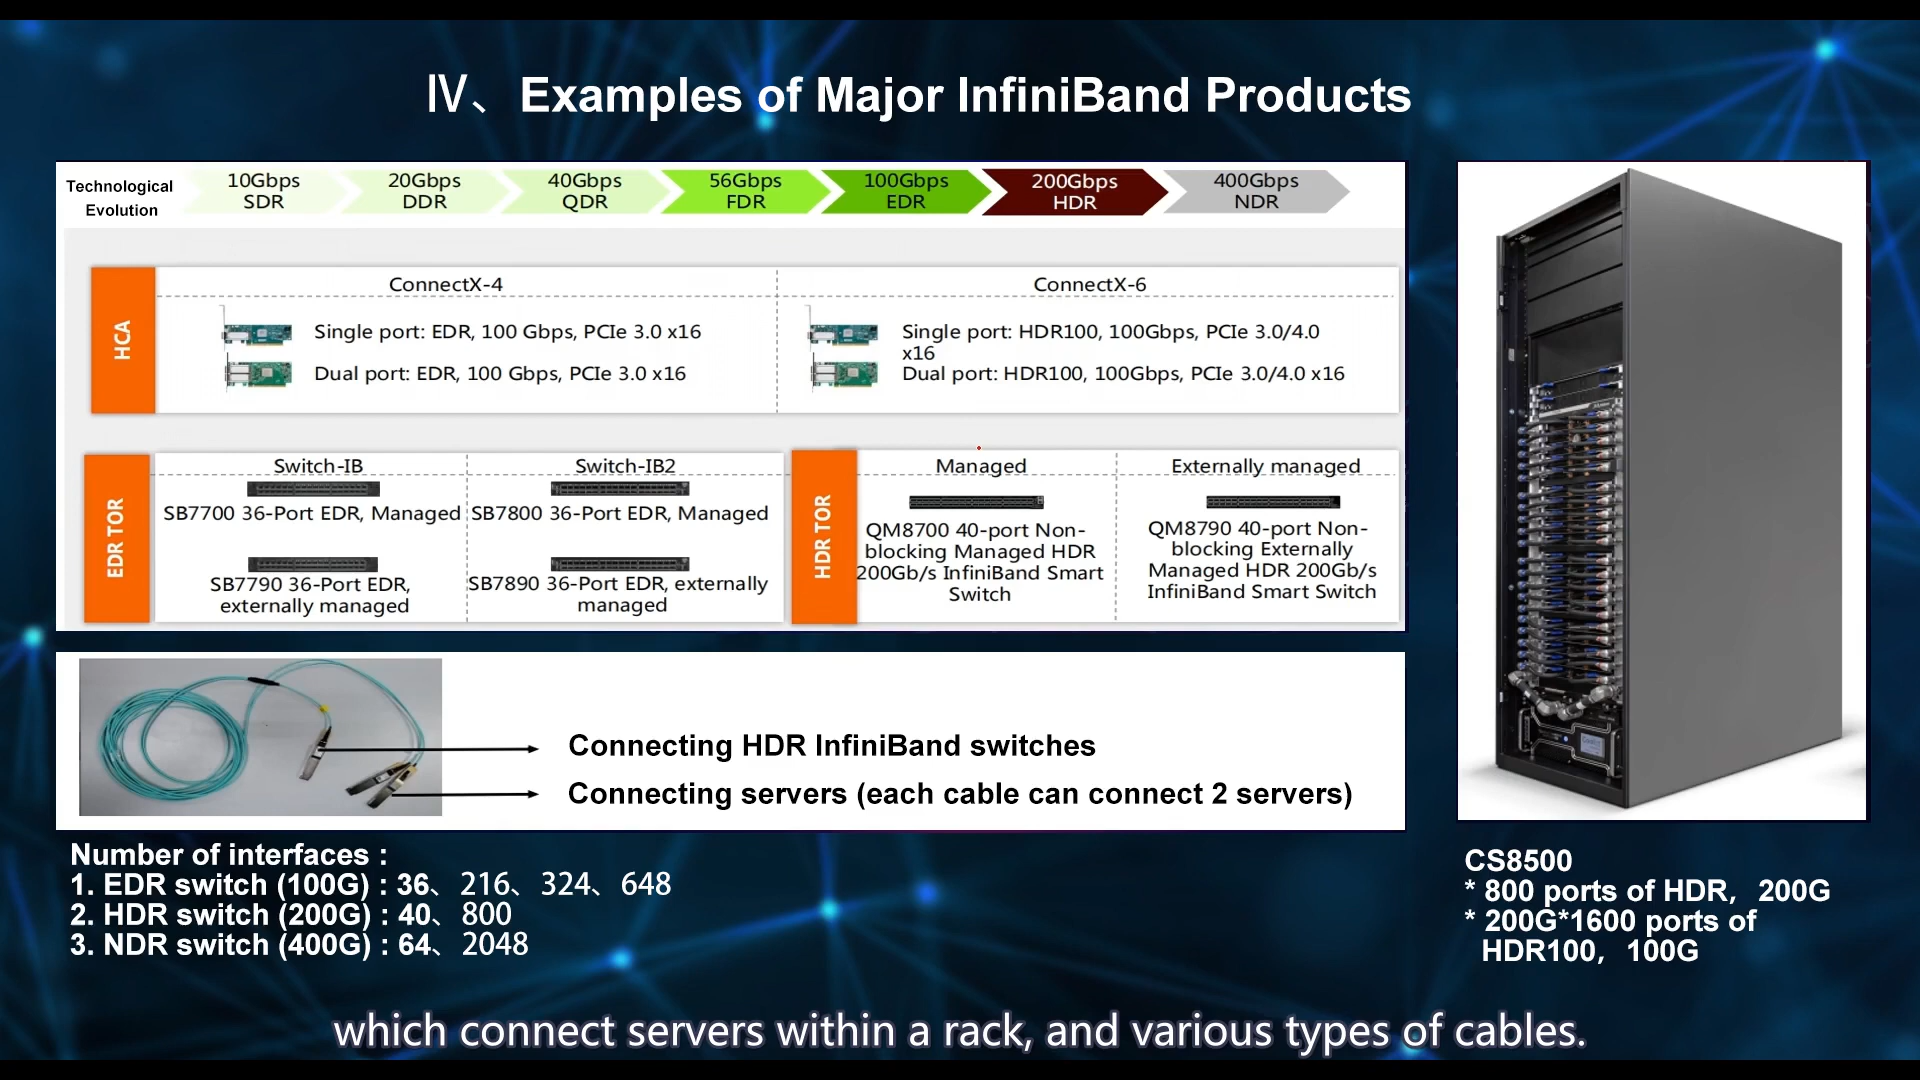 Ⅳ、Examples of Major InfiniBand Products
Technological
Evolution
10Gbps
SDR
20Gbps
DDR
40Gbps
QDR
56Gbps
FDR
100Gbps
EDR
200Gbps
HDR
400Gbps
NDR
HCA
ConnectX-4
Single port: EDR, 100 Gbps, PCIe 3.0 x16
Dual port: EDR, 100 Gbps, PCIe 3.0 x16
ConnectX-6
Single port: HDR100, 100Gbps, PCIe 3.0/4.0
x16
Dual port: HDR100, 100Gbps, PCIe 3.0/4.0 x16
EDR TOR
Switch-IB
SB7700 36-Port EDR, Managed
SB7790 36-Port EDR,
externally managed
Switch-IB2
SB7800 36-Port EDR, Managed
SB7890 36-Port EDR, externally
managed
HDR TOR
Managed
QM8700 40-port Non-
blocking Managed HDR
200Gb/s InfiniBand Smart
Switch
Externally managed
QM8790 40-port Non-
blocking Externally
Managed HDR 200Gb/s
InfiniBand Smart Switch
Connecting HDR InfiniBand switches
Connecting servers (each cable can connect 2 servers)
Number of interfaces :
1. EDR switch (100G) : 36、216、324、648
2. HDR switch (200G) : 40、800
3. NDR switch (400G) : 64、2048
CS8500
* 800 ports of HDR，200G
* 200G*1600 ports of
HDR100，100G
which connect servers within a rack, and various types of cables.